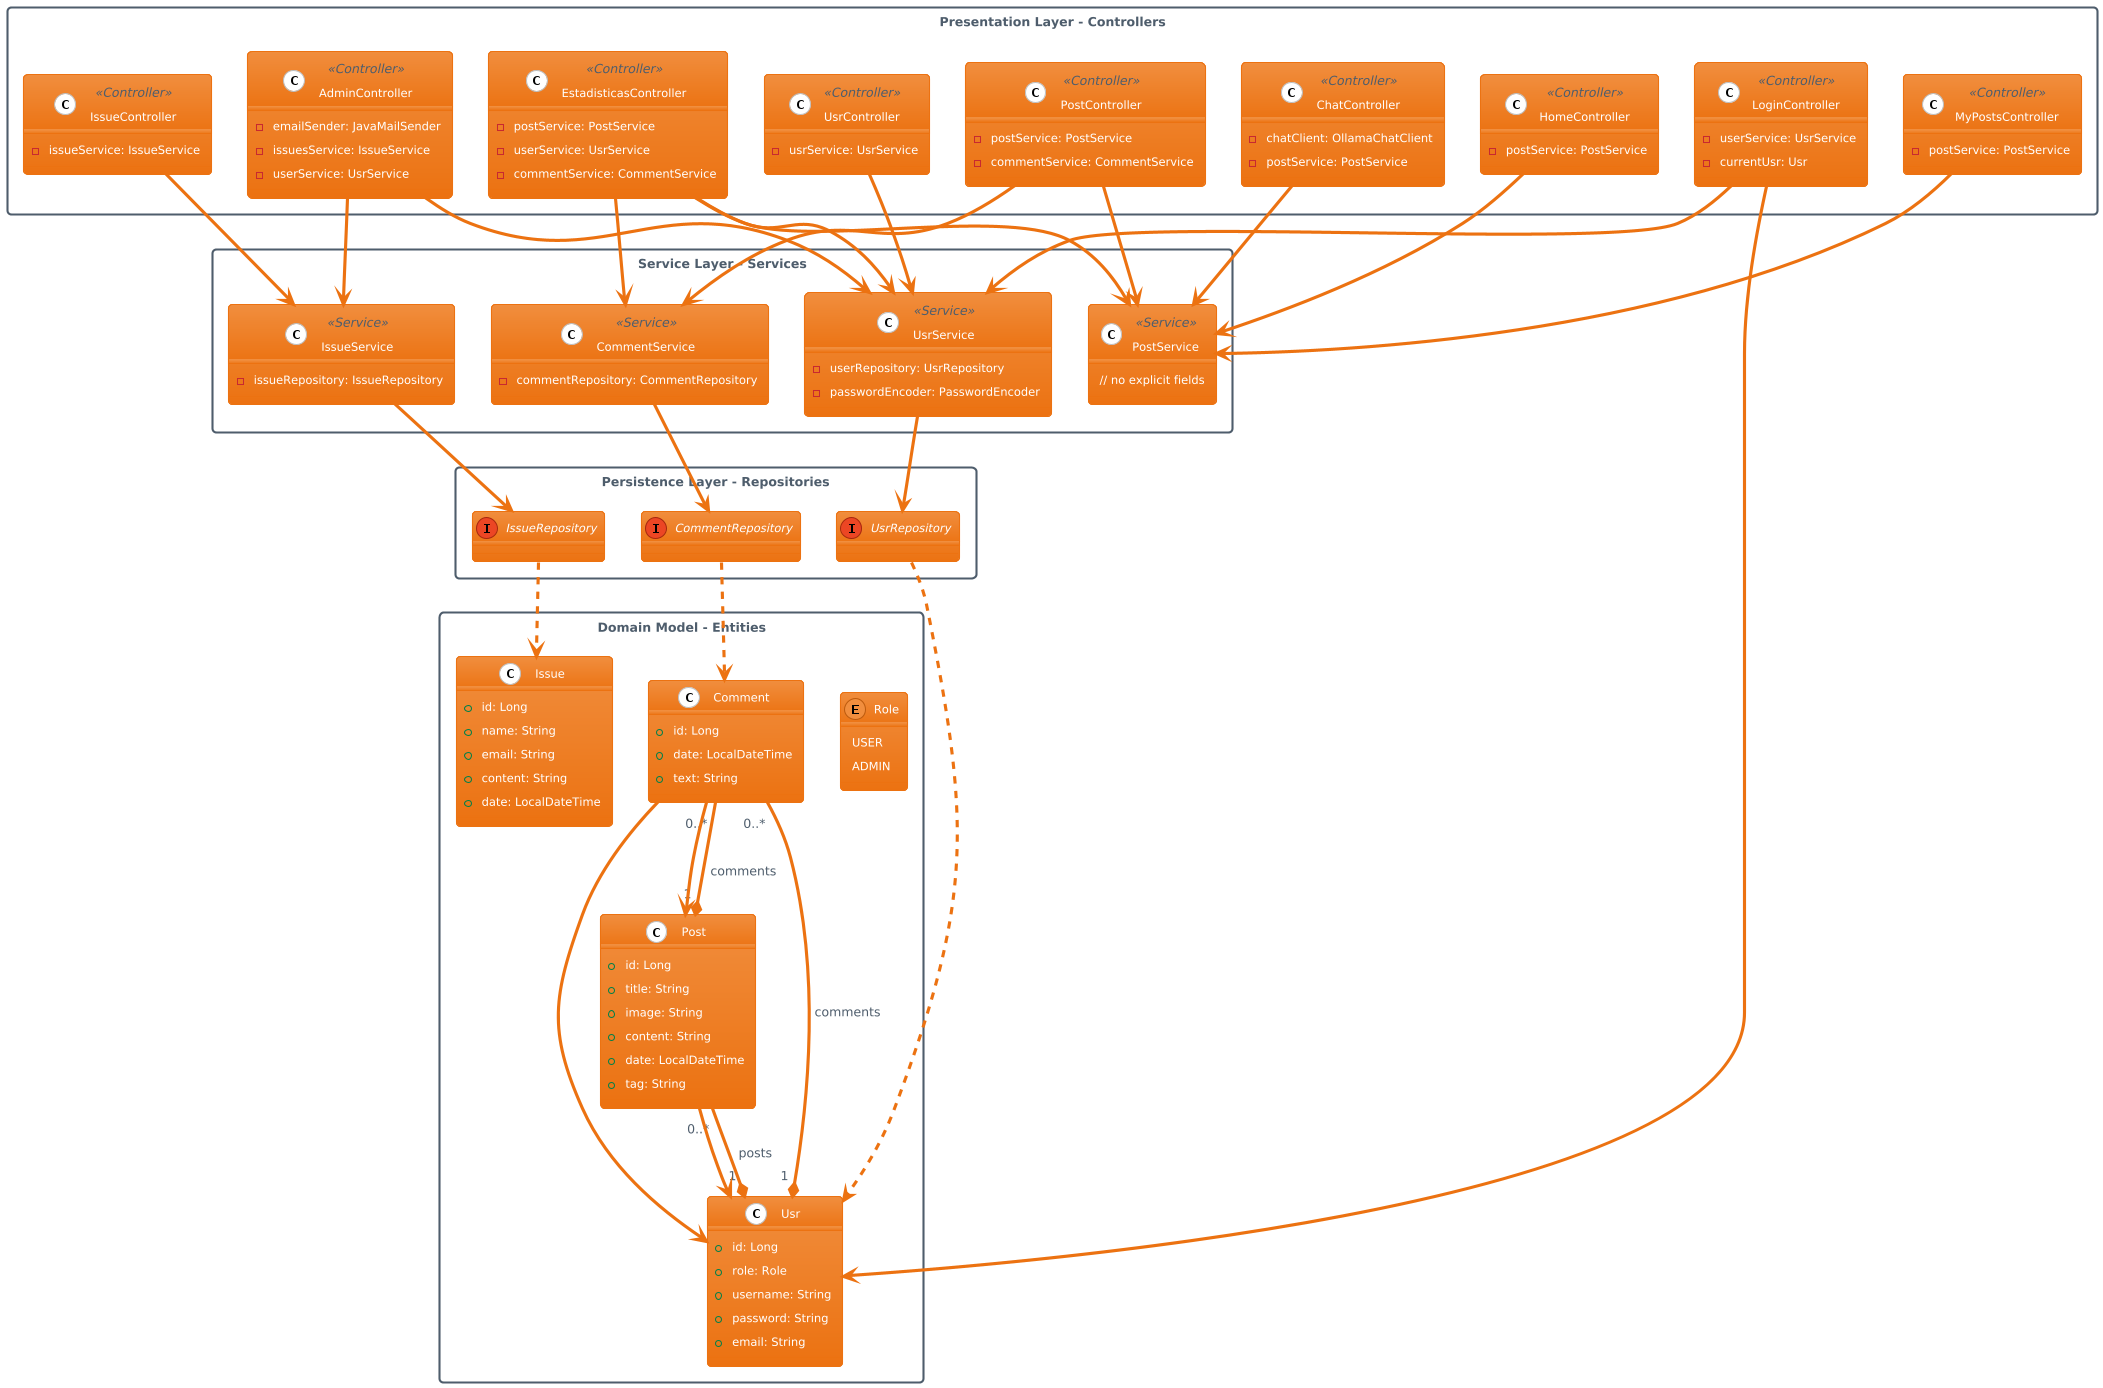 Presentation Layer - Controllers
C
«Controller»
IssueController
issueService: IssueService
C
«Controller»
AdminController
emailSender: JavaMailSender
issuesService: IssueService
userService: UsrService
C
«Controller»
EstadisticasController
postService: PostService
userService: UsrService
commentService: CommentService
C
«Controller»
UsrController
usrService: UsrService
C
«Controller»
PostController
postService: PostService
commentService: CommentService
C
«Controller»
ChatController
chatClient: OllamaChatClient
postService: PostService
C
«Controller»
HomeController
postService: PostService
C
«Controller»
LoginController
userService: UsrService
currentUsr: Usr
C
«Controller»
MyPostsController
postService: PostService
Service Layer - Services
C
«Service»
IssueService
issueRepository: IssueRepository
C
«Service»
CommentService
commentRepository: CommentRepository
C
«Service»
UsrService
userRepository: UsrRepository
passwordEncoder: PasswordEncoder
C
«Service»
PostService
// no explicit fields
Persistence Layer - Repositories
I IssueRepository
I CommentRepository
I UsrRepository
Domain Model - Entities
C Issue
id: Long
name: String
email: String
content: String
date: LocalDateTime
C Comment
id: Long
date: LocalDateTime
text: String
E Role
USER
ADMIN
0..*
0..*
comments
1
C Post
id: Long
title: String
image: String
content: String
date: LocalDateTime
tag: String
comments
0..*
posts
1
1
C Usr
id: Long
role: Role
username: String
password: String
email: String